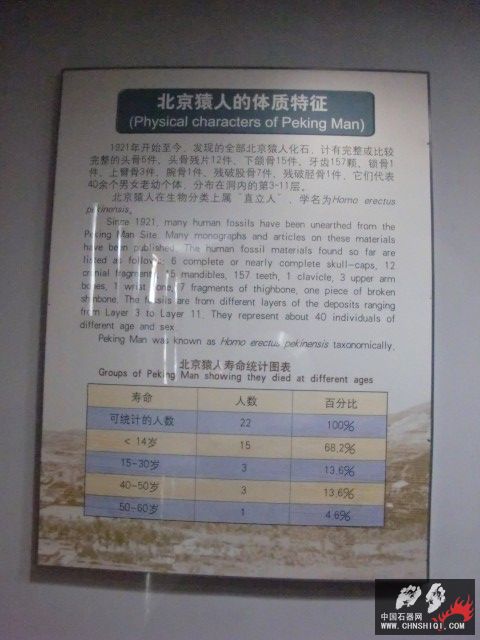 北京猿人的体质特征
(Physical characters of Peking Man)
1921年开始至今，发现的全部北京猿人化石，计有完整或比较
完整的头骨6件，头骨残片12件，下颌骨15件，牙齿157颗，锁骨1
件，上臂骨3件，腕骨1件，残破股骨7件，残破胫骨1件，它们代表
40余个男女老幼个体，分布在洞内的第3-11层。
北京猿人在生物分类上属“直立人”，学名为Homo erectus
pekinensis。
Since 1921, many human fossils have been unearthed from the
Peking Man Site. Many monographs and articles on these materials
have been published. The human fossil materials found so far are
listed as follows: 6 complete or nearly complete skull-caps, 12
cranial fragments, 15 mandibles, 157 teeth, 1 clavicle, 3 upper arm
bones, 1 wrist bone, 7 fragments of thighbone, one piece of broken
shinbone. The fossils are from different layers of the deposits ranging
from Layer 3 to Layer 11. They represent about 40 individuals of
different age and sex.
Peking Man was known as Homo erectus pekinensis taxonomically.
北京猿人寿命统计图表
Groups of Peking Man showing they died at different ages
寿命 人数 百分比
可统计的人数 22 100%
< 14岁 15 68.2%
15-30岁 3 13.6%
40-50岁 3 13.6%
50-60岁 1 4.6%
中国石器网
WWW.CHNSHIQI.COM